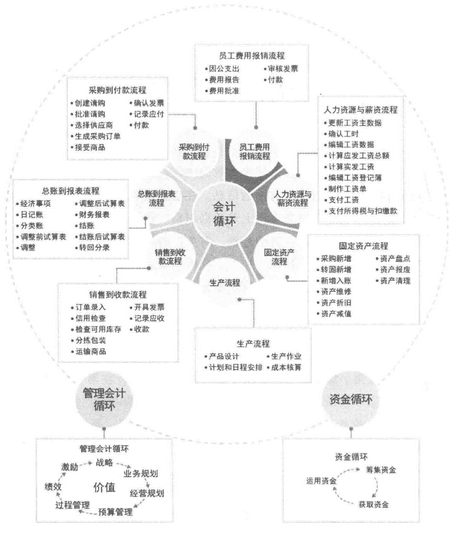 员工费用报销流程
•因公支出 •审核发票
•费用报告 •付款
•费用批准
采购到付款流程
•创建请购 •确认发票
•批准请购 •记录应付
•选择供应商 •付款
•生成采购订单
•接受商品
人力资源与薪资流程
•更新工资主数据
•确认工时
•编辑工资数据
•计算应发工资总额
•计算实发工资
•编辑工资登记簿
•制作工资单
•支付工资
•支付所得税与扣缴款
采购到付
款流程
员工费用
报销流程
总账到报表
流程
人力资源与
薪资流程
会计
循环
销售到收
款流程
固定资产
流程
生产流程
总账到报表流程
•经济事项 •调整后试算表
•日记账 •财务报表
•分类账 •结账
•调整前试算表 •结账后试算表
•调整 •转回分录
固定资产流程
•采购新增 •资产盘点
•转固新增 •资产报废
•新增入账 •资产清理
•资产维修
•资产折旧
•资产减值
销售到收款流程
•订单录入 •开具发票
•信用检查 •记录应收
•检查可用库存 •收款
•分拣包装
•运输商品
生产流程
•产品设计 •生产作业
•计划和日程安排 •成本核算
管理会计
循环
资金循环
管理会计循环
战略
激励
业务规划
绩效
价值
经营规划
过程管理
预算管理
资金循环
筹集资金
运用资金
获取资金